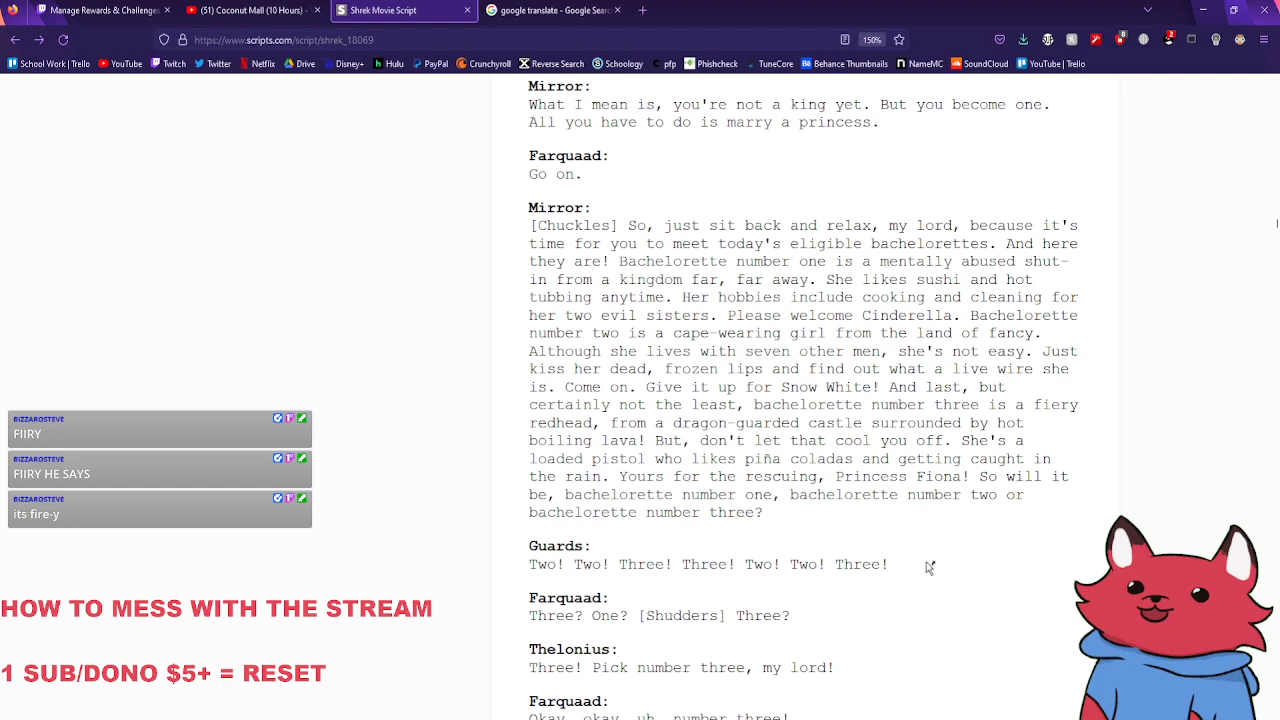 Manage Rewards & Challenges
(51) Coconut Mall (10 Hours) -
Shrek Movie Script
google translate - Google Searc
https://www.scripts.com/script/shrek_18069
150%
School Work | Trello
YouTube
Twitch
Twitter
Netflix
Drive
Disney+
Hulu
PayPal
Crunchyroll
Reverse Search
Schoology
pfp
Phishcheck
TuneCore
Behance Thumbnails
NameMC
SoundCloud
YouTube | Trello
Mirror:
What I mean is, you're not a king yet. But you become one.
All you have to do is marry a princess.
Farquaad:
Go on.
Mirror:
[Chuckles] So, just sit back and relax, my lord, because it's
time for you to meet today's eligible bachelorettes. And here
they are! Bachelorette number one is a mentally abused shut-
in from a kingdom far, far away. She likes sushi and hot
tubbing anytime. Her hobbies include cooking and cleaning for
her two evil sisters. Please welcome Cinderella. Bachelorette
number two is a cape-wearing girl from the land of fancy.
Although she lives with seven other men, she's not easy. Just
kiss her dead, frozen lips and find out what a live wire she
is. Come on. Give it up for Snow White! And last, but
certainly not the least, bachelorette number three is a fiery
redhead, from a dragon-guarded castle surrounded by hot
boiling lava! But, don't let that cool you off. She's a
loaded pistol who likes piña coladas and getting caught in
the rain. Yours for the rescuing, Princess Fiona! So will it
be, bachelorette number one, bachelorette number two or
bachelorette number three?
Guards:
Two! Two! Three! Three! Two! Two! Three!
Farquaad:
Three? One? [Shudders] Three?
Thelonius:
Three! Pick number three, my lord!
Farquaad:
Okay, okay, uh, number three!
BIZZAROSTEVE
FIIRY
BIZZAROSTEVE
FIIRY HE SAYS
BIZZAROSTEVE
its fire-y
HOW TO MESS WITH THE STREAM
1 SUB/DONO $5+ = RESET